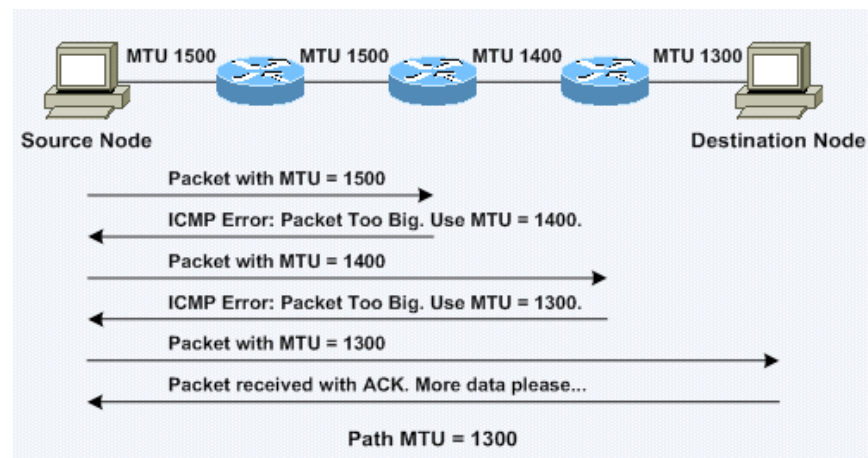 MTU 1500 MTU 1500 MTU 1400 MTU 1300
Source Node Destination Node
Packet with MTU = 1500
ICMP Error: Packet Too Big. Use MTU = 1400.
Packet with MTU = 1400
ICMP Error: Packet Too Big. Use MTU = 1300.
Packet with MTU = 1300
Packet received with ACK. More data please...
Path MTU = 1300